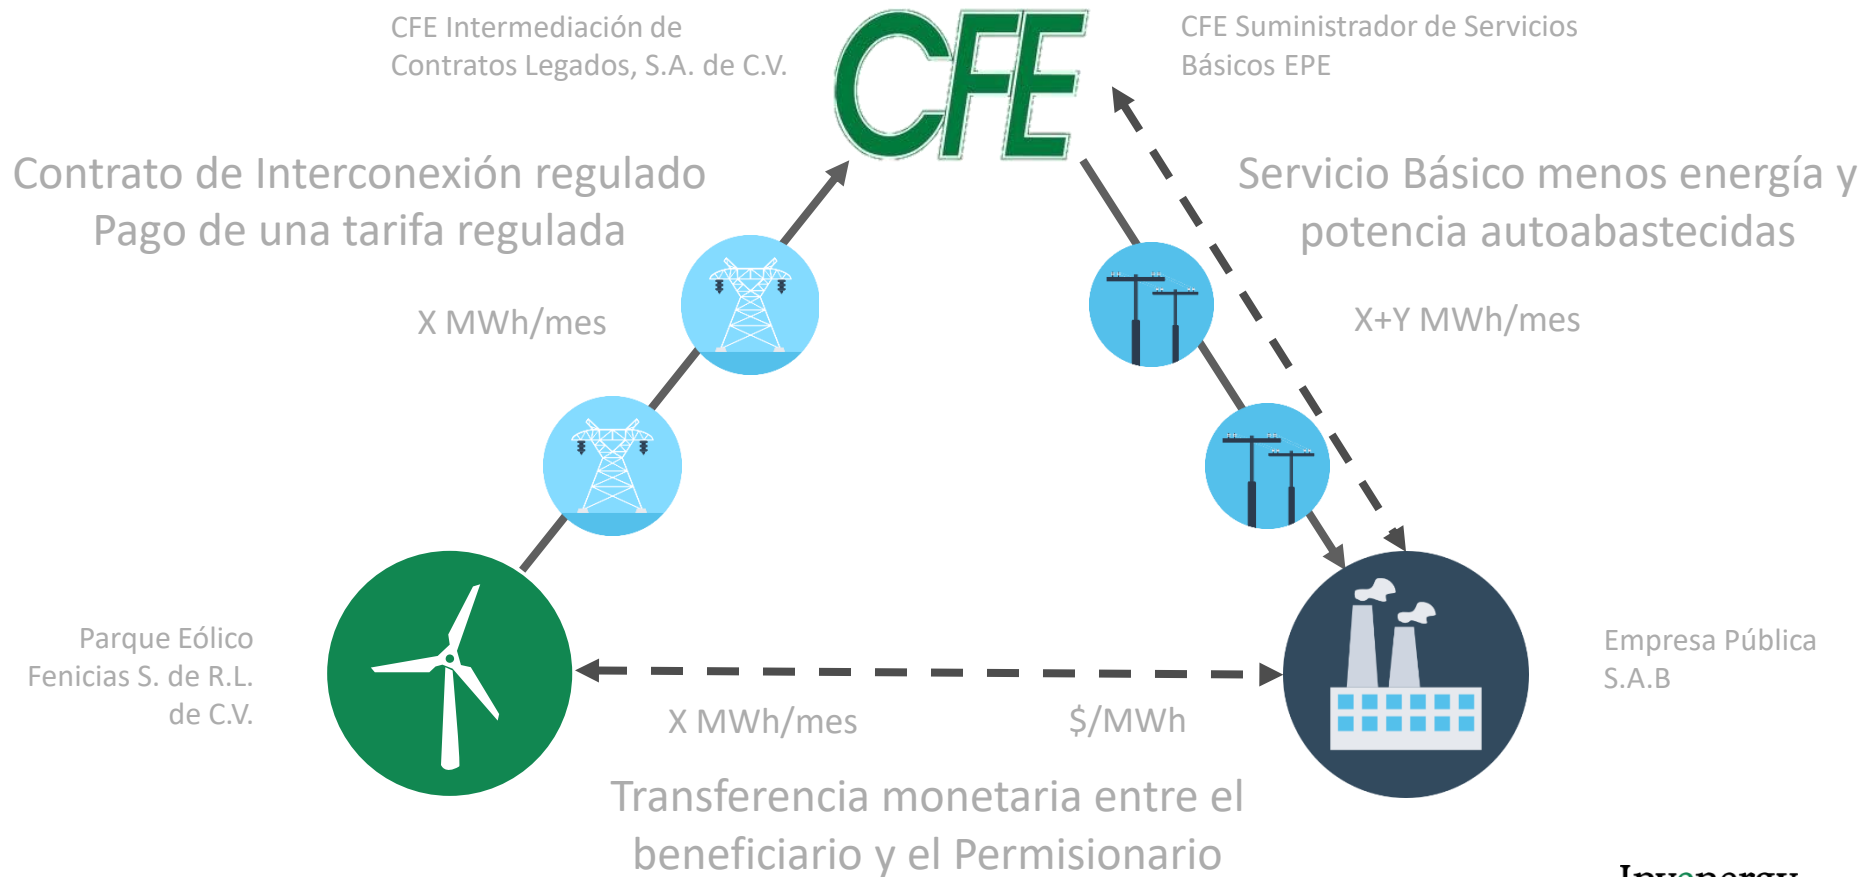 CFE Intermediación de
Contratos Legados, S.A. de C.V.
CFE
CFE Suministrador de Servicios
Básicos EPE
Contrato de Interconexión regulado
Pago de una tarifa regulada
Servicio Básico menos energía y
potencia autoabastecidas
X MWh/mes
X+Y MWh/mes
Parque Eólico
Fenicias S. de R.L.
de C.V.
Empresa Pública
S.A.B
X MWh/mes
$/MWh
Transferencia monetaria entre el
beneficiario y el Permisionario
Invenergy